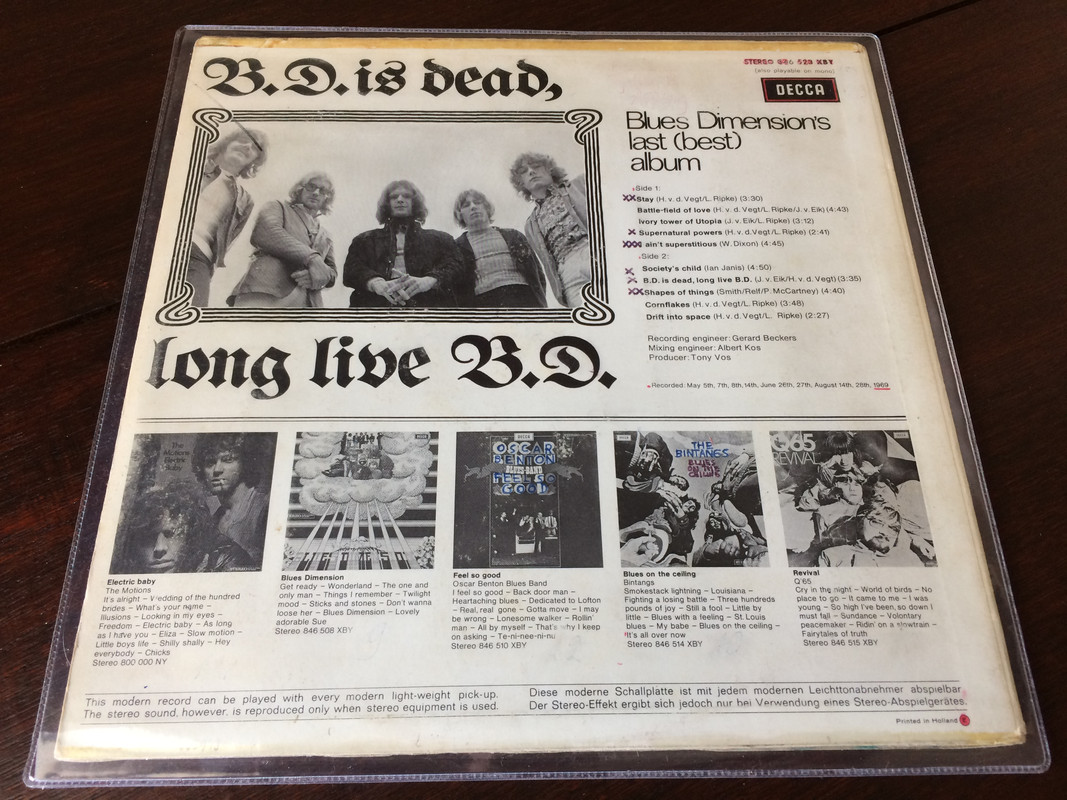 B.D. is dead,
long live B.D.
STEREO 846 529 XBY
(also playable on mono)
DECCA
Blues Dimension's
last (best)
album
Side 1:
XX Stay (H. v. d. Vegt/L. Ripke) (3:30)
Battle-field of love (H. v. d. Vegt/L. Ripke/J. v. Eik) (4:43)
Ivory tower of Utopia (J. v. Eik/L. Ripke) (3:12)
X Supernatural powers (H. v. d. Vegt/L. Ripke) (2:41)
XXX ain't superstitious (W. Dixon) (4:45)
Side 2:
X Society's child (Ian Janis) (4:50)
X B.D. is dead, long live B.D. (J. v. Eik/H. v. d. Vegt) (3:35)
XX Shapes of things (Smith/Relf/P. McCartney) (4:40)
Cornflakes (H. v. d. Vegt/L. Ripke) (3:48)
Drift into space (H. v. d. Vegt/L. Ripke) (2:27)
Recording engineer: Gerard Beckers
Mixing engineer: Albert Kos
Producer: Tony Vos
Recorded: May 5th, 7th, 8th, 14th, June 26th, 27th, August 14th, 28th, 1969
The
Motions
Electric
Baby
OSCAR
BENTON
BLUES-BAND
FEEL SO
GOOD
THE
BINTANGS
BLUES
ON THE
CEILING
Q65
REVIVAL
Electric baby
The Motions
It's alright – Wedding of the hundred
brides – What's your name –
Illusions – Looking in my eyes –
Freedom – Electric baby – As long
as I have you – Eliza – Slow motion –
Little boys life – Shilly shally – Hey
everybody – Chicks
Stereo 800 000 NY
Blues Dimension
Get ready – Wonderland – The one and
only man – Things I remember – Twilight
mood – Sticks and stones – Don't wanna
loose her – Blues Dimension – Lovely
adorable Sue
Stereo 846 508 XBY
Feel so good
Oscar Benton Blues Band
I feel so good – Back door man –
Heartaching blues – Dedicated to Lofton
– Real, real gone – Gotta move – I may
be wrong – Lonesome walker – Rollin'
man – All by myself – That's why I keep
on asking – Te-ni-nee-ni-nu
Stereo 846 510 XBY
Blues on the ceiling
Bintangs
Smokestack lightning – Louisiana –
Fighting a losing battle – Three hundreds
pounds of joy – Still a fool – Little by
little – Blues with a feeling – St. Louis
blues – My babe – Blues on the ceiling –
It's all over now
Stereo 846 514 XBY
Revival
Q'65
Cry in the night – World of birds – No
place to go – It came to me – I was
young – So high I've been, so down I
must fall – Sundance – Volontary
peacemaker – Ridin' on a slowtrain –
Fairytales of truth
Stereo 846 515 XBY
This modern record can be played with every modern light-weight pick-up.
The stereo sound, however, is reproduced only when stereo equipment is used.
Diese moderne Schallplatte ist mit jedem modernen Leichttonabnehmer abspielbar.
Der Stereo-Effekt ergibt sich jedoch nur bei Verwendung eines Stereo-Abspielgerätes.
Printed in Holland